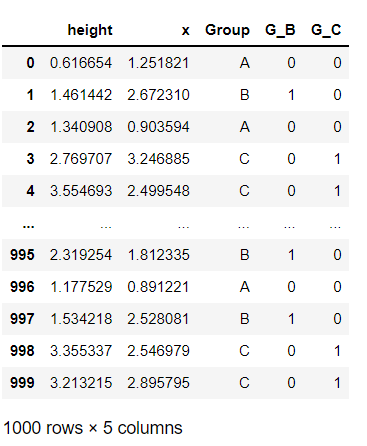 height x Group G_B G_C
0 0.616654 1.251821 A 0 0
1 1.461442 2.672310 B 1 0
2 1.340908 0.903594 A 0 0
3 2.769707 3.246885 C 0 1
4 3.554693 2.499548 C 0 1
... ... ... ... ... ...
995 2.319254 1.812335 B 1 0
996 1.177529 0.891221 A 0 0
997 1.534218 2.528081 B 1 0
998 3.355337 2.546979 C 0 1
999 3.213215 2.895795 C 0 1
1000 rows × 5 columns